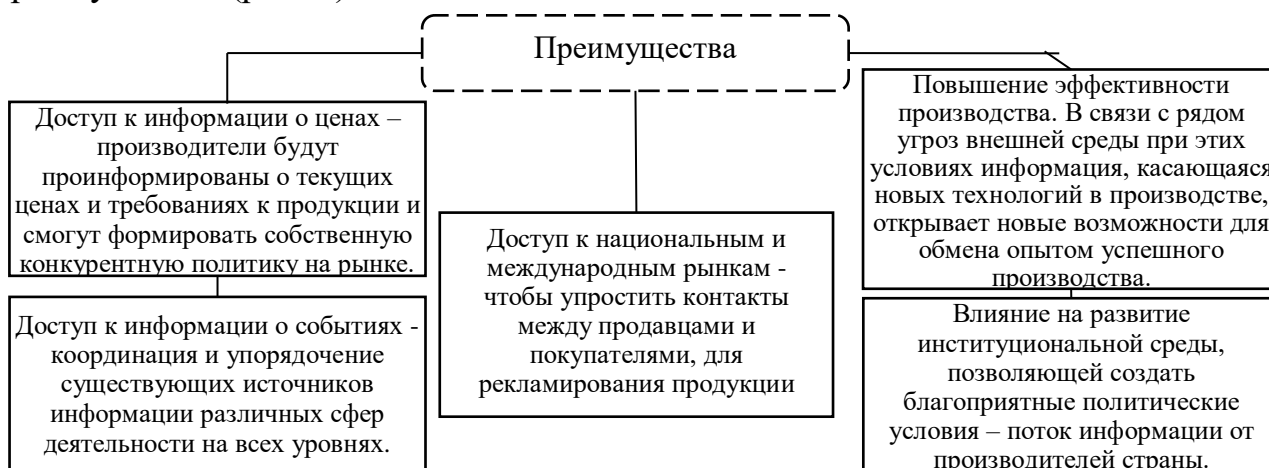 Преимущества
Доступ к информации о ценах –
производители будут
проинформированы о текущих
ценах и требованиях к продукции и
смогут формировать собственную
конкурентную политику на рынке.
Доступ к информации о событиях -
координация и упорядочение
существующих источников
информации различных сфер
деятельности на всех уровнях.
Доступ к национальным и
международным рынкам -
чтобы упростить контакты
между продавцами и
покупателями, для
рекламирования продукции
Повышение эффективности
производства. В связи с рядом
угроз внешней среды при этих
условиях информация, касающаяся
новых технологий в производстве,
открывает новые возможности для
обмена опытом успешного
производства.
Влияние на развитие
институциональной среды,
позволяющей создать
благоприятные политические
условия – поток информации от
производителей страны.